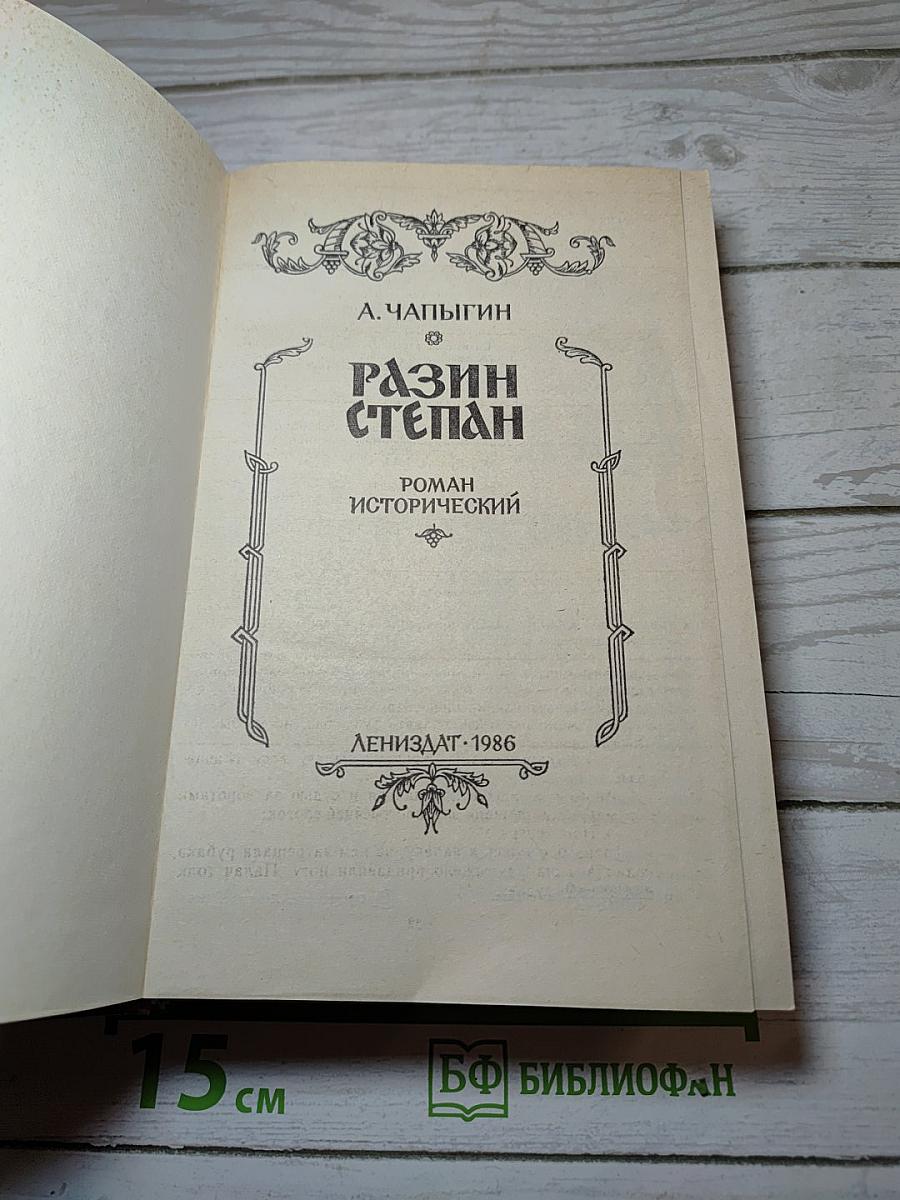 А. ЧАПЫГИН
РАЗИН
СТЕПАН
РОМАН
ИСТОРИЧЕСКИЙ
ЛЕНИЗДАТ · 1986
15 см
БФ БИБЛИОФАН